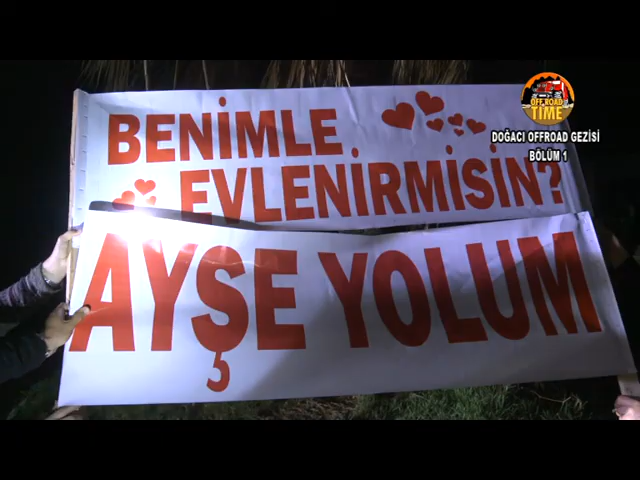 OFF ROAD
TIME
DOĞACI OFFROAD GEZİSİ
BÖLÜM 1
BENİMLE
EVLENİRMİSİN?
AYŞE YOLUM